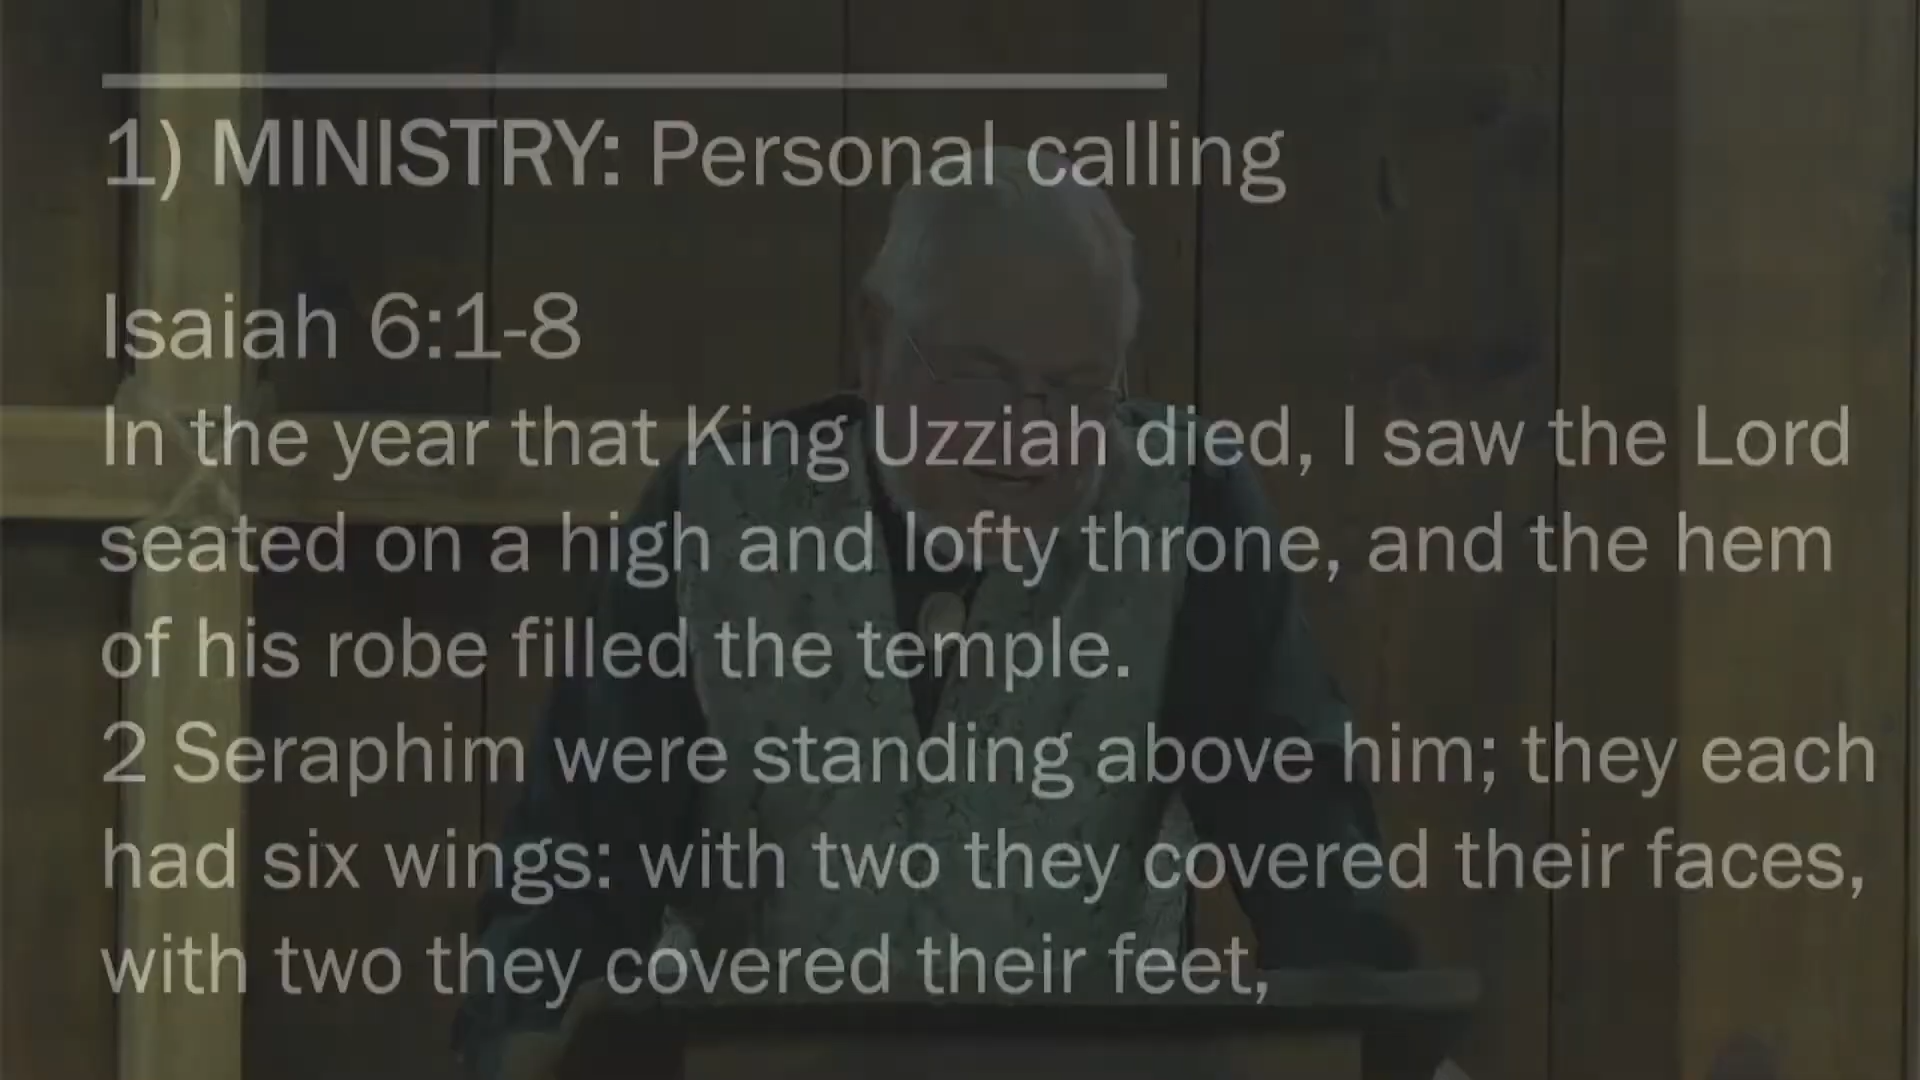 1) MINISTRY: Personal calling
Isaiah 6:1-8
In the year that King Uzziah died, I saw the Lord
seated on a high and lofty throne, and the hem
of his robe filled the temple.
2 Seraphim were standing above him; they each
had six wings: with two they covered their faces,
with two they covered their feet,